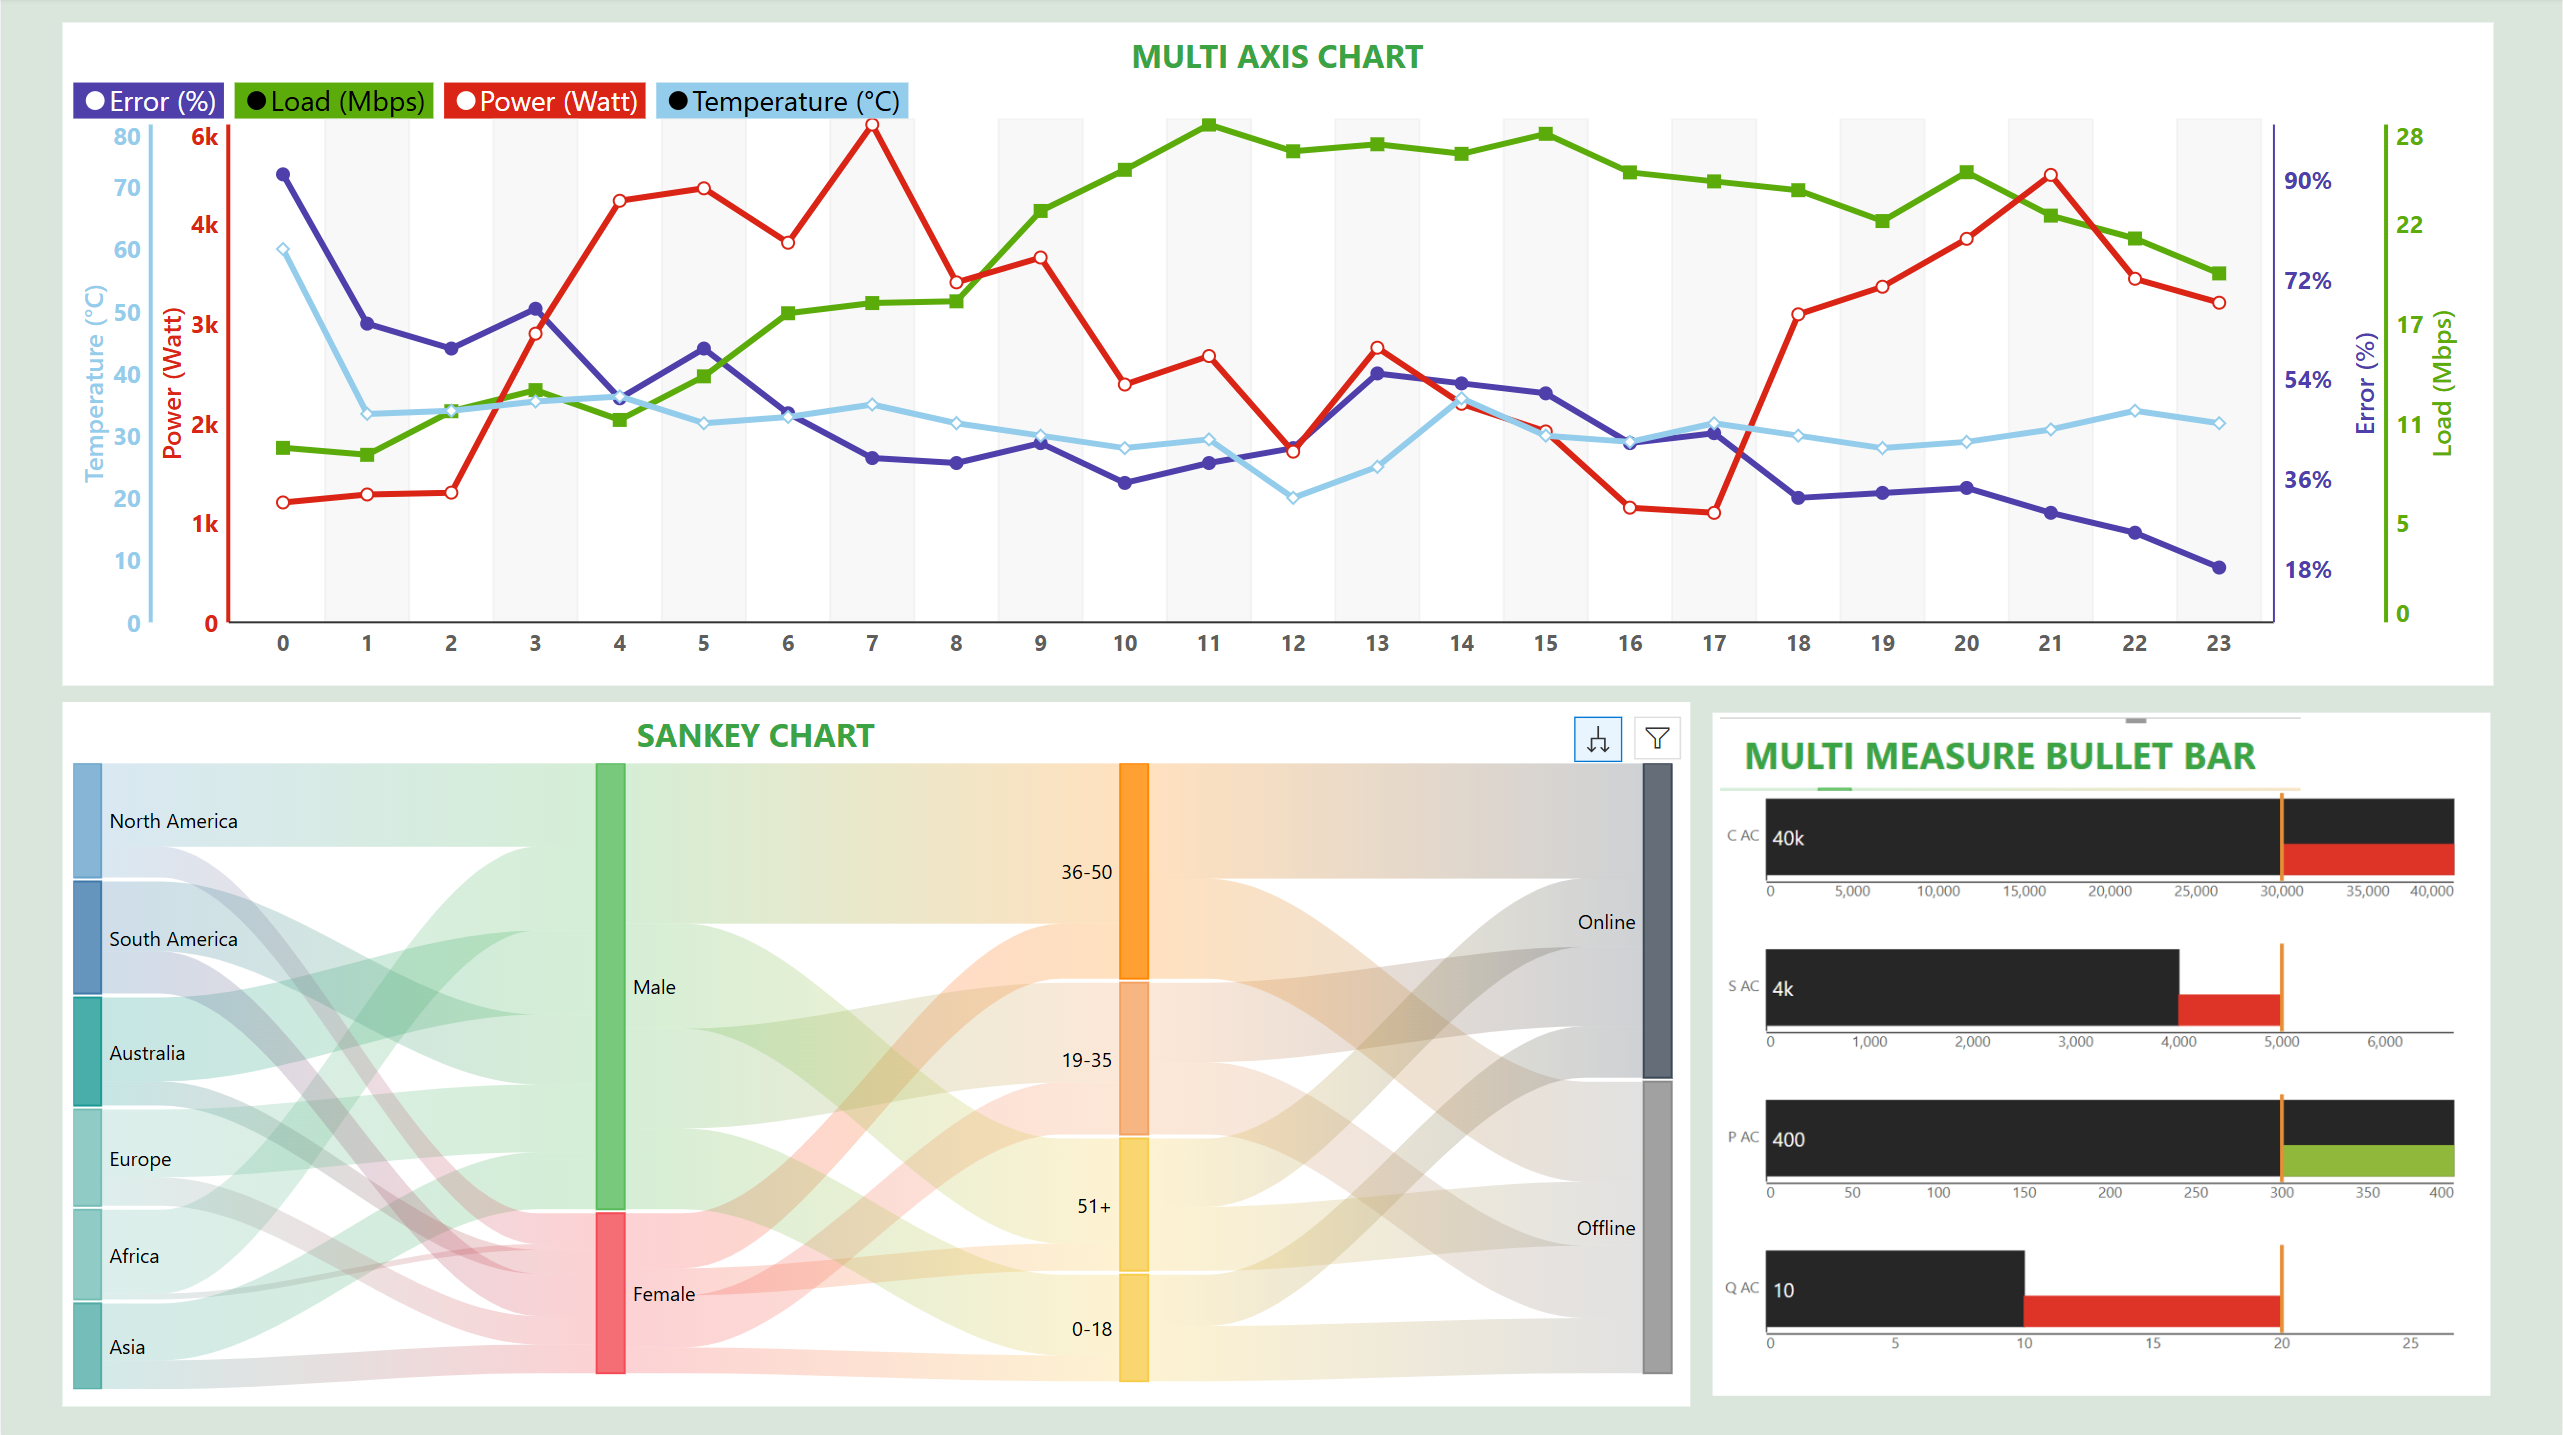 MULTI AXIS CHART
Error (%) Load (Mbps) Power (Watt) Temperature (°C)
80 6k 28
70 90%
60 4k 22
72%
50 3k 17
40 54%
30 2k 11
36%
20 1k 5
10 18%
0 0 0
Temperature (°C)
Power (Watt)
Error (%)
Load (Mbps)
0 1 2 3 4 5 6 7 8 9 10 11 12 13 14 15 16 17 18 19 20 21 22 23
SANKEY CHART
North America
South America
Australia
Europe
Africa
Asia
Male
Female
36-50
19-35
51+
0-18
Online
Offline
MULTI MEASURE BULLET BAR
C AC 40k
0 5,000 10,000 15,000 20,000 25,000 30,000 35,000 40,000
S AC 4k
0 1,000 2,000 3,000 4,000 5,000 6,000
P AC 400
0 50 100 150 200 250 300 350 400
Q AC 10
0 5 10 15 20 25